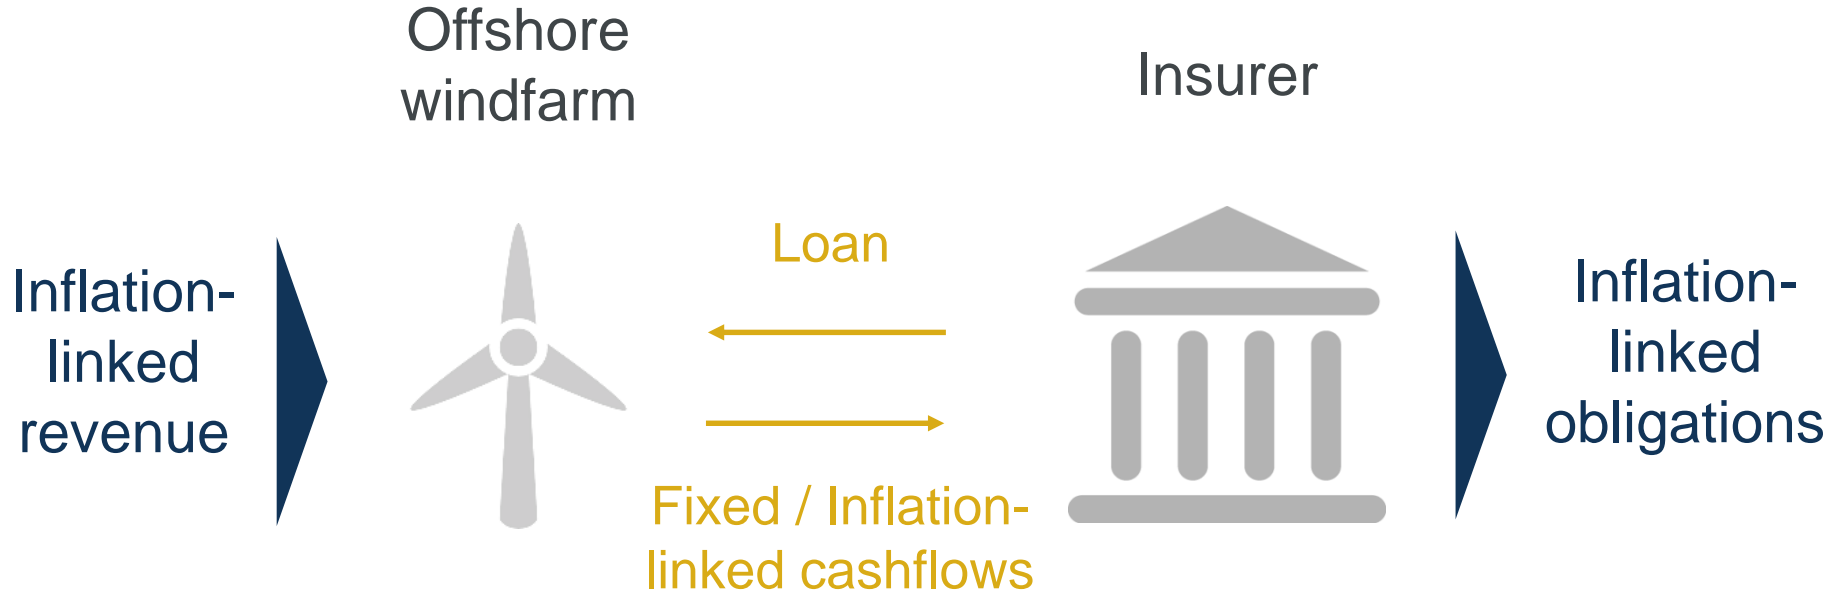 Offshore
windfarm
Insurer
Inflation-
linked
revenue
Loan
Fixed / Inflation-
linked cashflows
Inflation-
linked
obligations